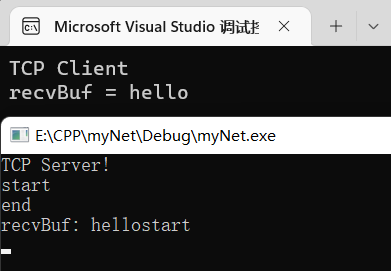 Microsoft Visual Studio 调试
TCP Client
recvBuf = hello
E:\CPP\myNet\Debug\myNet.exe
TCP Server!
start
end
recvBuf: hellostart